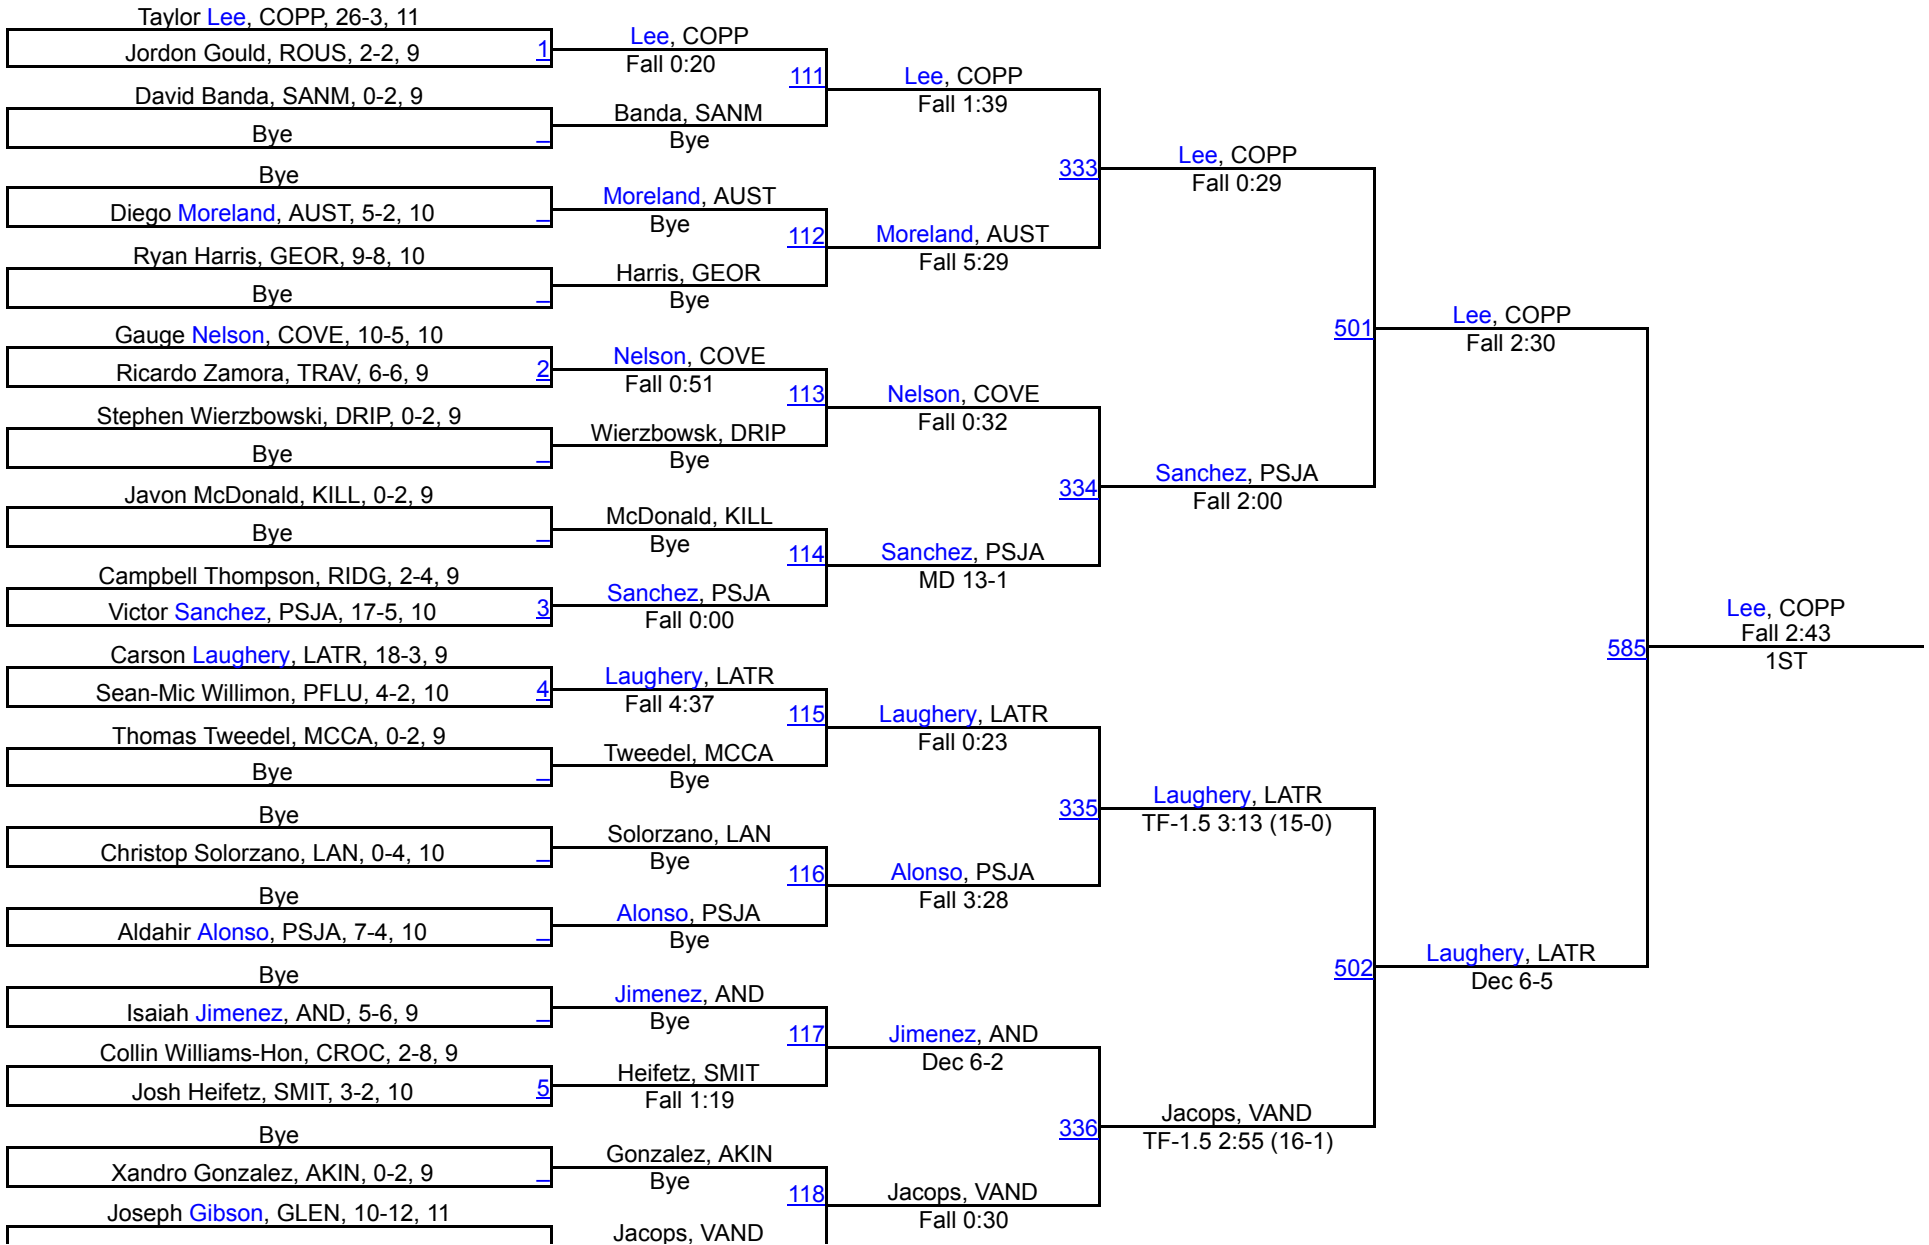 Taylor Lee, COPP, 26-3, 11
Jordon Gould, ROUS, 2-2, 9
1
David Banda, SANM, 0-2, 9
Bye
Bye
Diego Moreland, AUST, 5-2, 10
Ryan Harris, GEOR, 9-8, 10
Bye
Gauge Nelson, COVE, 10-5, 10
Ricardo Zamora, TRAV, 6-6, 9
2
Stephen Wierzbowski, DRIP, 0-2, 9
Bye
Javon McDonald, KILL, 0-2, 9
Bye
Campbell Thompson, RIDG, 2-4, 9
Victor Sanchez, PSJA, 17-5, 10
3
Carson Laughery, LATR, 18-3, 9
Sean-Mic Willimon, PFLU, 4-2, 10
4
Thomas Tweedel, MCCA, 0-2, 9
Bye
Bye
Christop Solorzano, LAN, 0-4, 10
Bye
Aldahir Alonso, PSJA, 7-4, 10
Bye
Isaiah Jimenez, AND, 5-6, 9
Collin Williams-Hon, CROC, 2-8, 9
Josh Heifetz, SMIT, 3-2, 10
5
Bye
Xandro Gonzalez, AKIN, 0-2, 9
Joseph Gibson, GLEN, 10-12, 11
Lee, COPP
Fall 0:20
111
Banda, SANM
Bye
Moreland, AUST
Bye
112
Harris, GEOR
Bye
Nelson, COVE
Fall 0:51
113
Wierzbowsk, DRIP
Bye
McDonald, KILL
Bye
114
Sanchez, PSJA
Fall 0:00
Laughery, LATR
Fall 4:37
115
Tweedel, MCCA
Bye
Solorzano, LAN
Bye
116
Alonso, PSJA
Bye
Jimenez, AND
Bye
117
Heifetz, SMIT
Fall 1:19
Gonzalez, AKIN
Bye
118
Jacops, VAND
Lee, COPP
Fall 1:39
333
Moreland, AUST
Fall 5:29
Nelson, COVE
Fall 0:32
334
Sanchez, PSJA
MD 13-1
Laughery, LATR
Fall 0:23
335
Alonso, PSJA
Fall 3:28
Jimenez, AND
Dec 6-2
336
Jacops, VAND
Fall 0:30
Lee, COPP
Fall 0:29
501
Sanchez, PSJA
Fall 2:00
Laughery, LATR
TF-1.5 3:13 (15-0)
502
Jacops, VAND
TF-1.5 2:55 (16-1)
Lee, COPP
Fall 2:30
585
Laughery, LATR
Dec 6-5
Lee, COPP
Fall 2:43
1ST